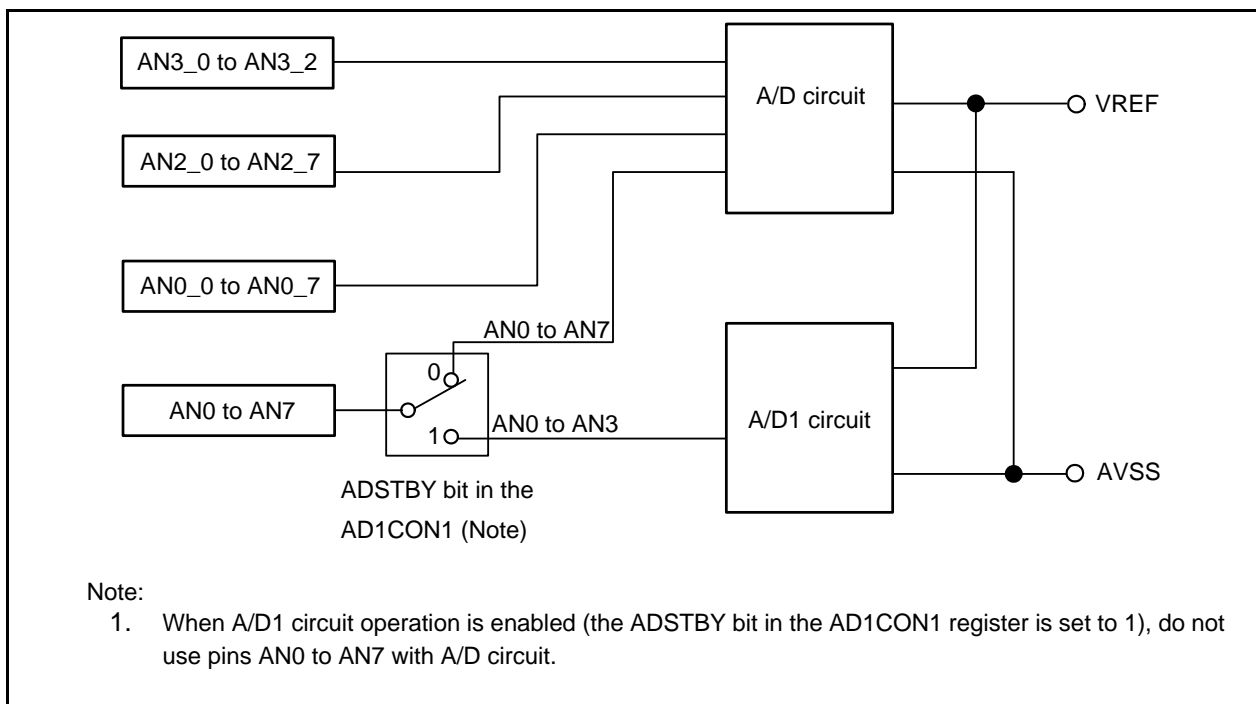 AN3_0 to AN3_2
A/D circuit
VREF
AN2_0 to AN2_7
AN0_0 to AN0_7
AN0 to AN7
0
AN0 to AN7
1
AN0 to AN3
A/D1 circuit
AVSS
ADSTBY bit in the
AD1CON1 (Note)
Note:
1. When A/D1 circuit operation is enabled (the ADSTBY bit in the AD1CON1 register is set to 1), do not
use pins AN0 to AN7 with A/D circuit.